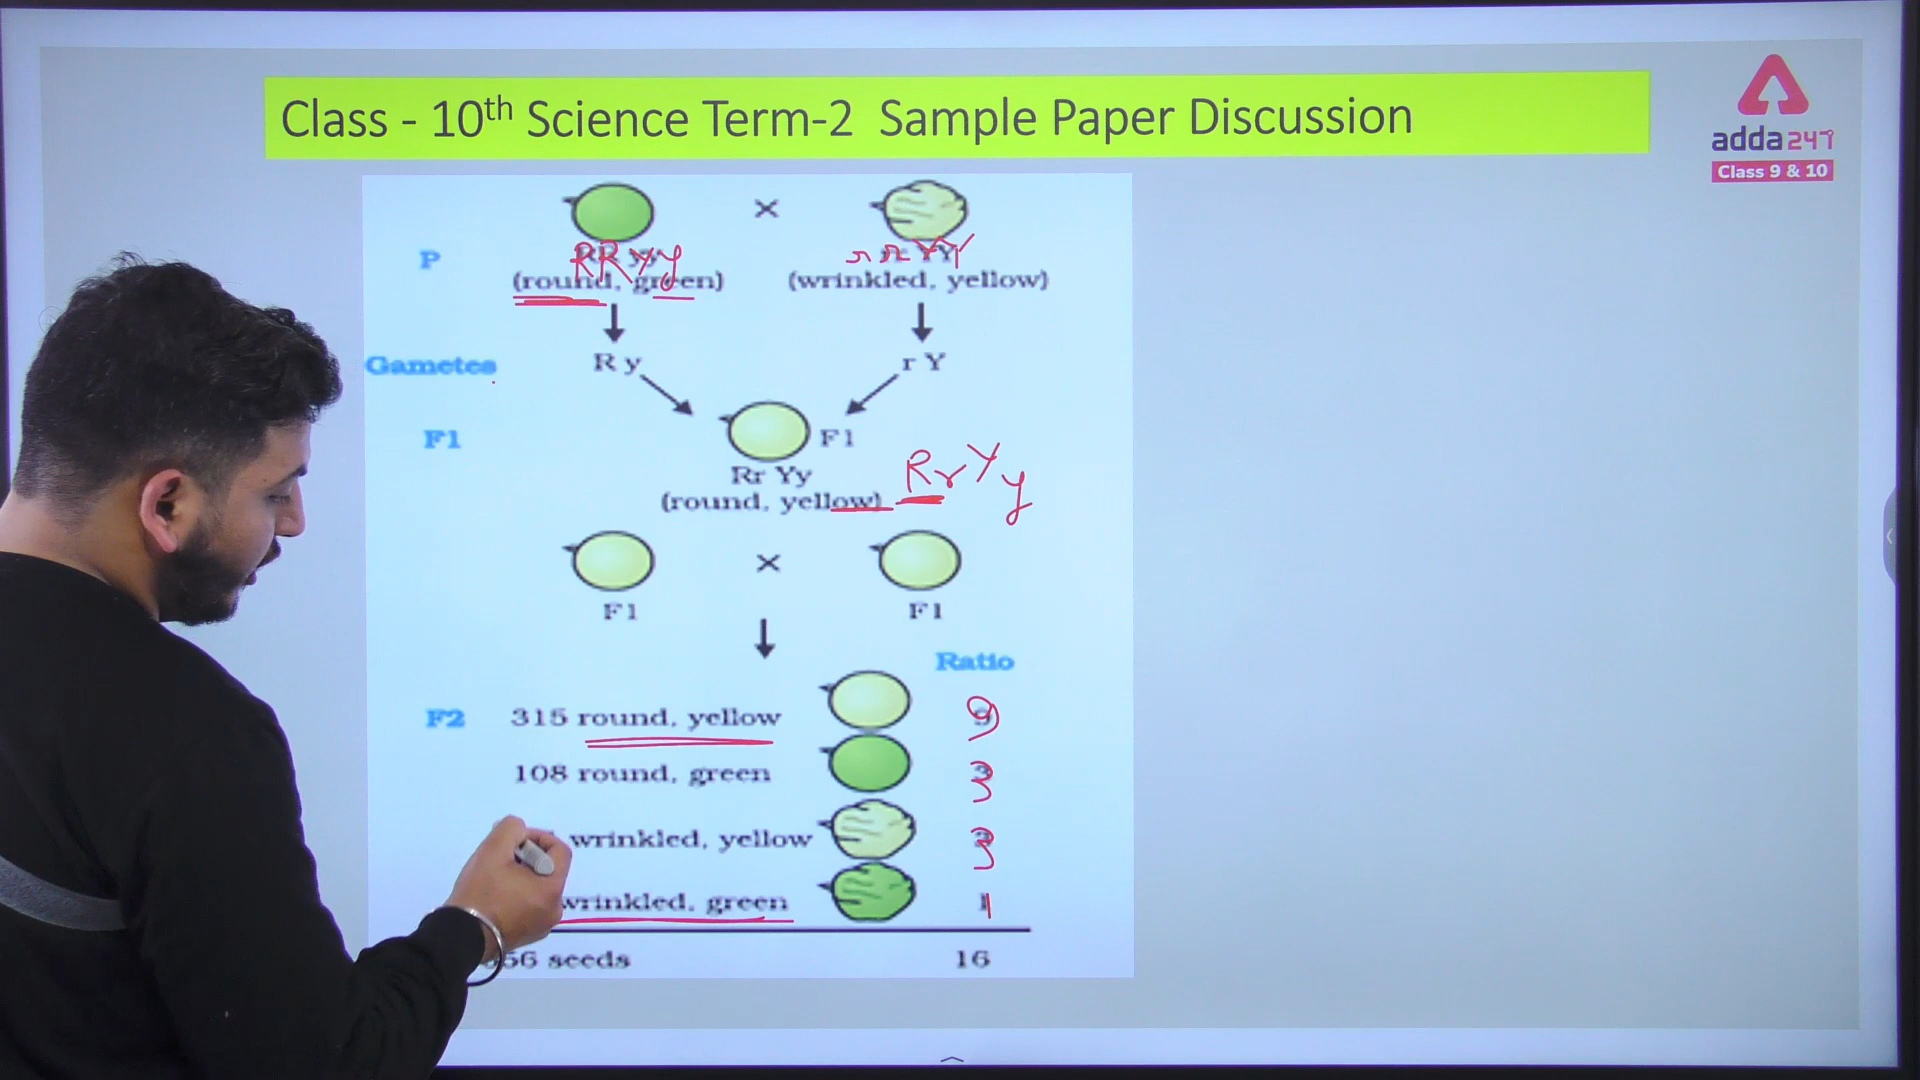 Class - 10th Science Term-2 Sample Paper Discussion
adda247
Class 9 & 10
×
P
RRyy
rrYY
(round, green)
(wrinkled, yellow)
Gametes
R y
r Y
F1
F1
Rr Yy
RrYy
(round, yellow)
×
F1
F1
Ratio
F2
315 round, yellow
9
108 round, green
3
wrinkled, yellow
3
wrinkled, green
1
56 seeds
16